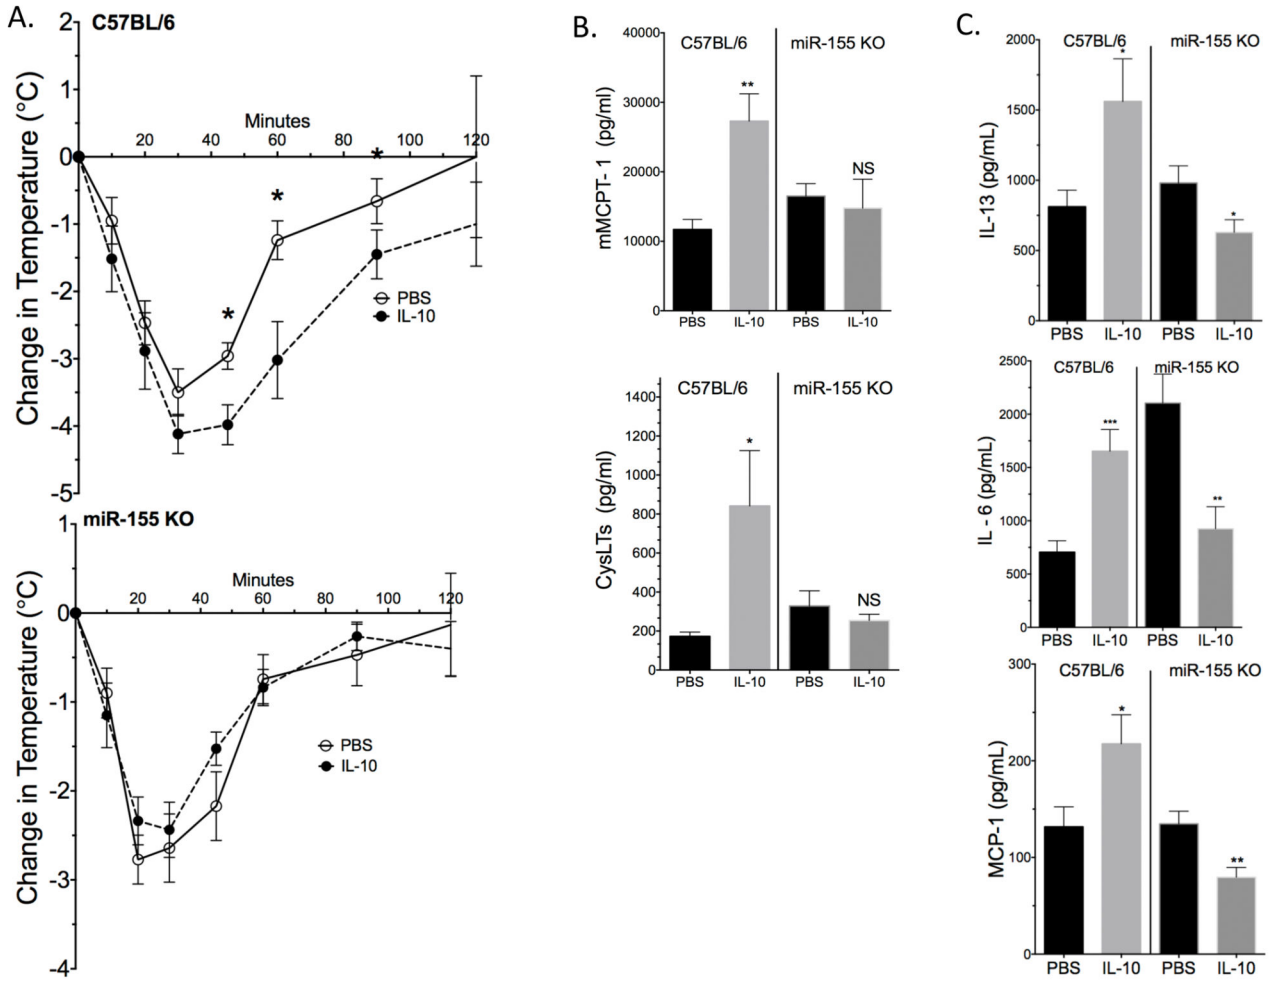 A.
C57BL/6
2
1
0
-1
-2
-3
-4
-5
Change in Temperature (°C)
Minutes
20 40 60 80 100 120
*
*
*
PBS
IL-10
miR-155 KO
1
0
-1
-2
-3
-4
Change in Temperature (°C)
Minutes
20 40 60 80 100 120
PBS
IL-10
B.
C57BL/6 miR-155 KO
40000
30000
20000
10000
0
mMCPT- 1 (pg/ml)
**
NS
PBS IL-10 PBS IL-10
C57BL/6 miR-155 KO
1400
1200
1000
800
600
400
200
0
CysLTs (pg/ml)
*
NS
PBS IL-10 PBS IL-10
C.
C57BL/6 miR-155 KO
2000
1500
1000
500
0
IL-13 (pg/mL)
*
*
PBS IL-10 PBS IL-10
C57BL/6 miR-155 KO
2500
2000
1500
1000
500
0
IL - 6 (pg/mL)
***
**
PBS IL-10 PBS IL-10
C57BL/6 miR-155 KO
300
200
100
0
MCP-1 (pg/mL)
*
**
PBS IL-10 PBS IL-10